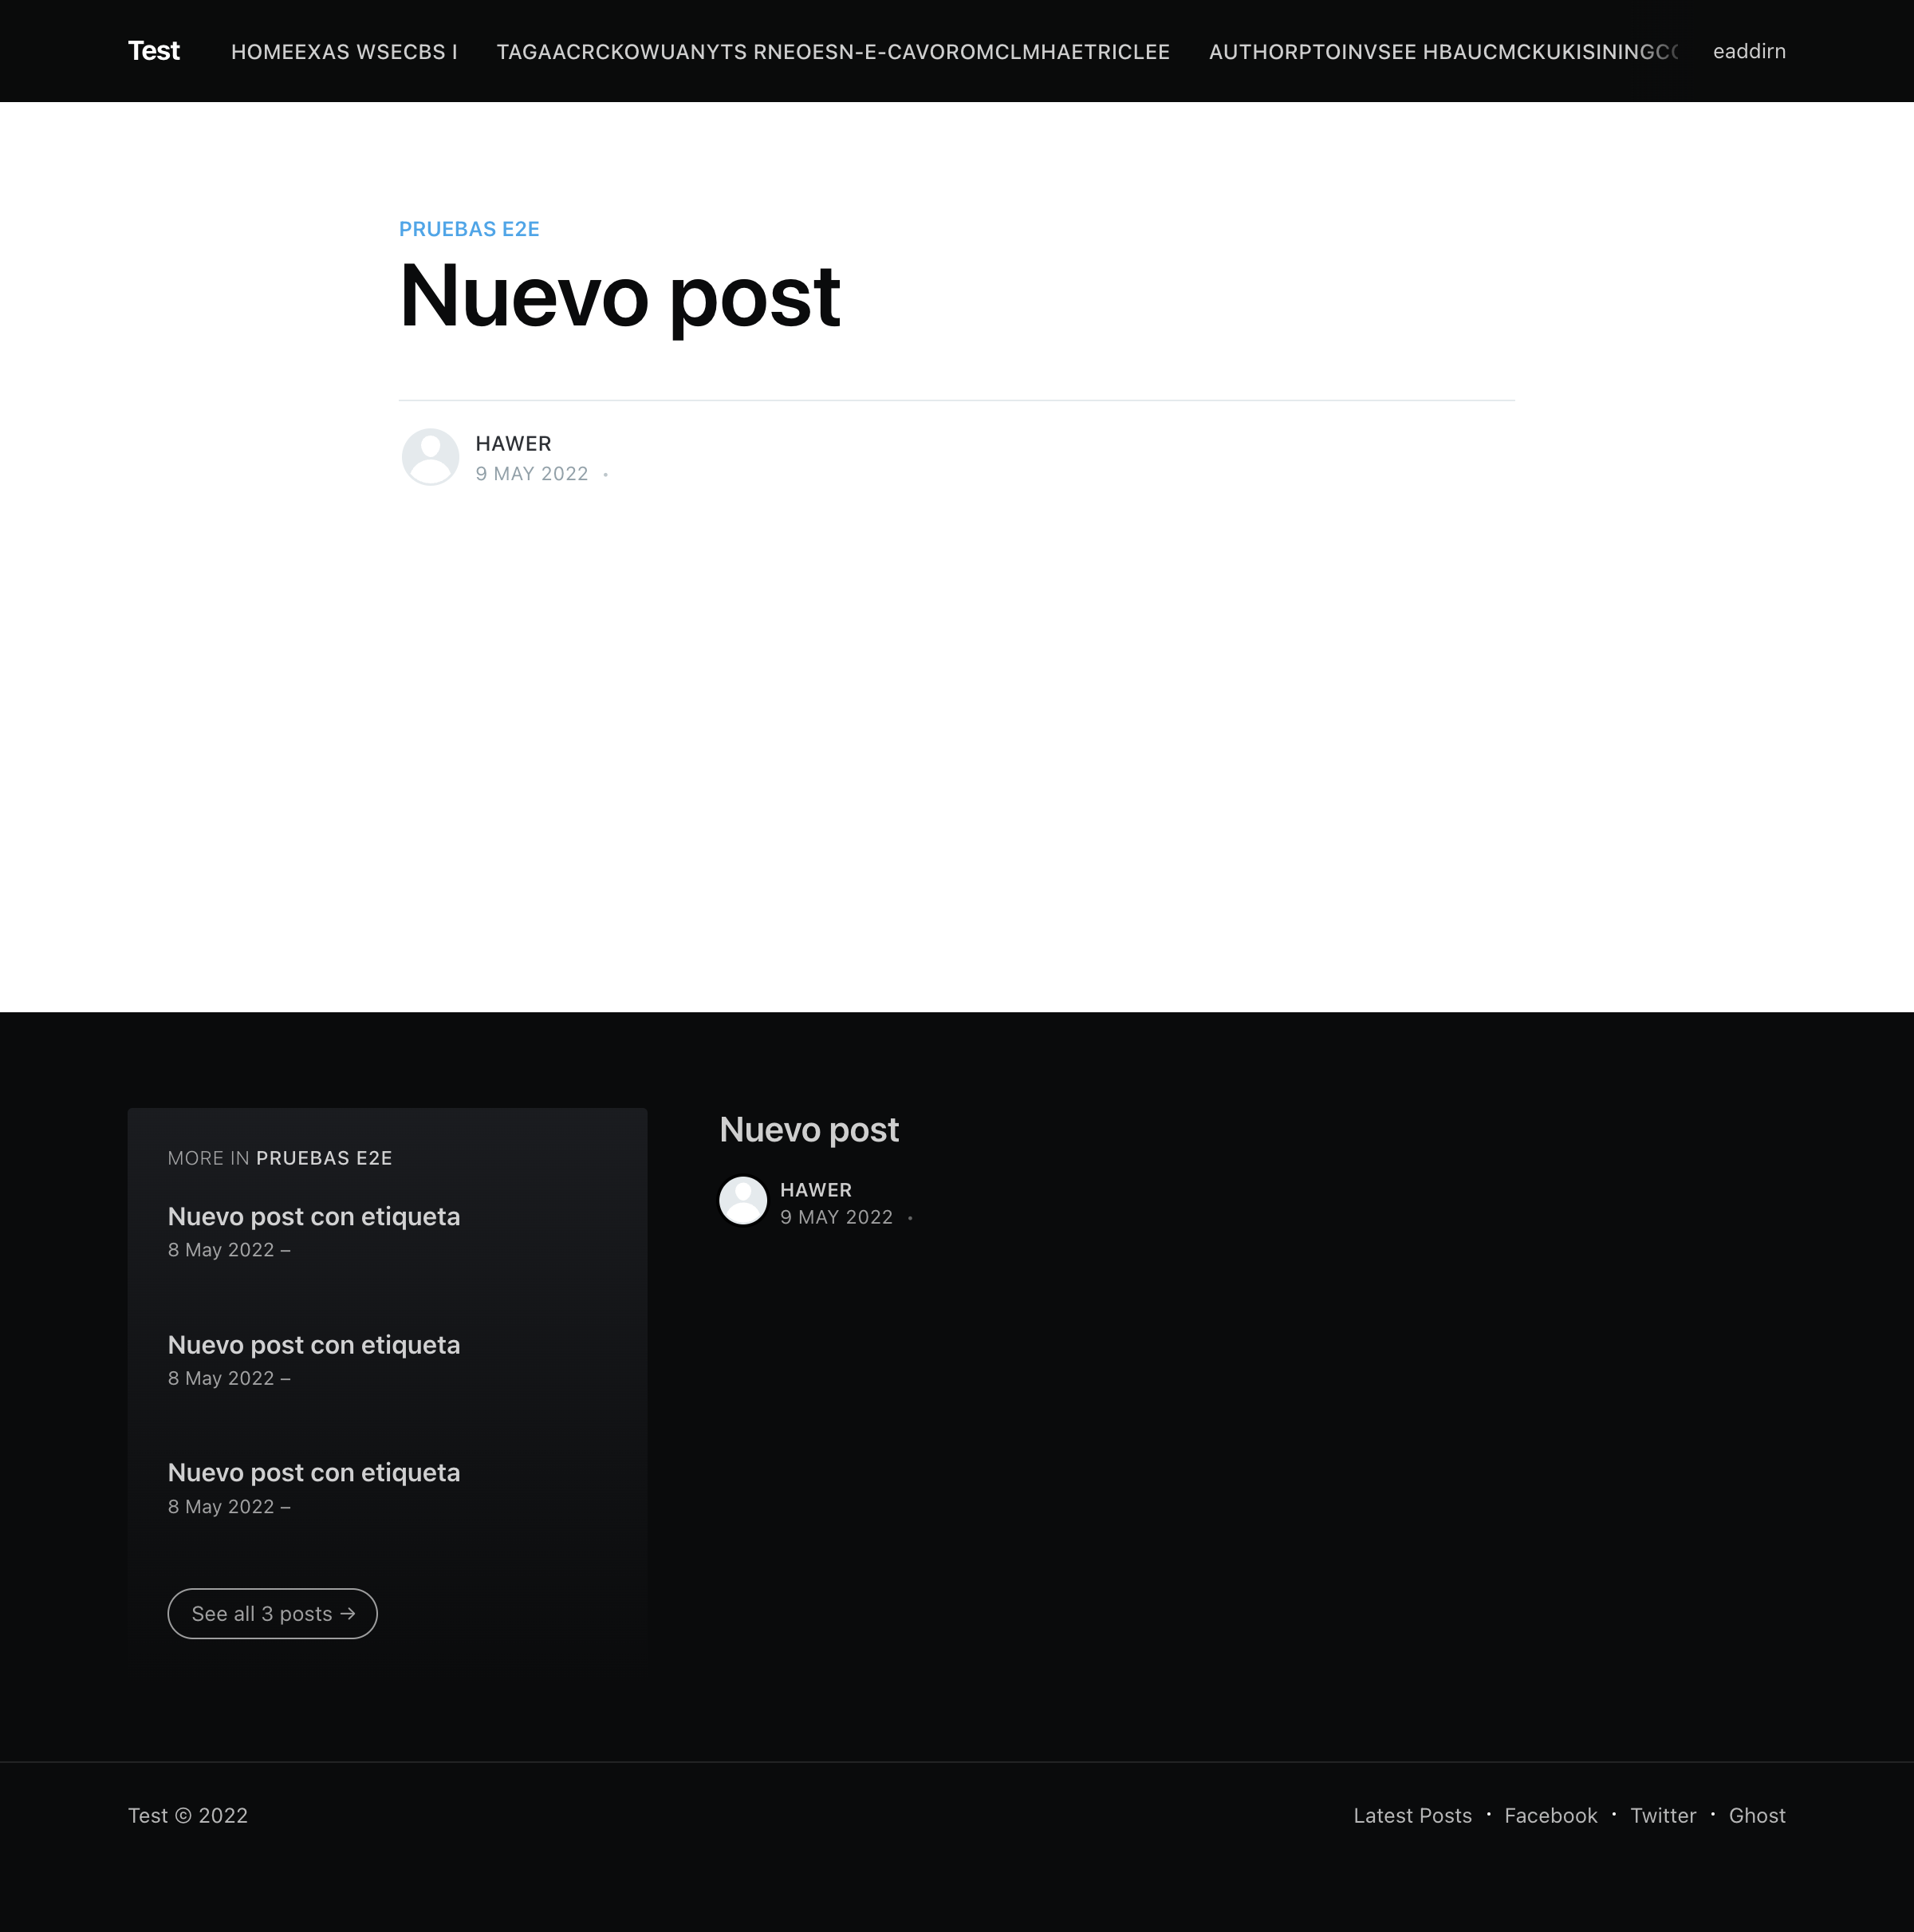 Test HOMEEXAS WSECBS I TAGAACRCKOWUANYTS RNEOESN-E-CAVOROMCLMHAETRICLEE AUTHORPTOINVSEE HBAUCMCKUKISININGC eaddirn
PRUEBAS E2E
Nuevo post
HAWER
9 MAY 2022 •
MORE IN PRUEBAS E2E
Nuevo post con etiqueta
8 May 2022 –
Nuevo post con etiqueta
8 May 2022 –
Nuevo post con etiqueta
8 May 2022 –
See all 3 posts →
Nuevo post
HAWER
9 MAY 2022 •
Test © 2022
Latest Posts • Facebook • Twitter • Ghost